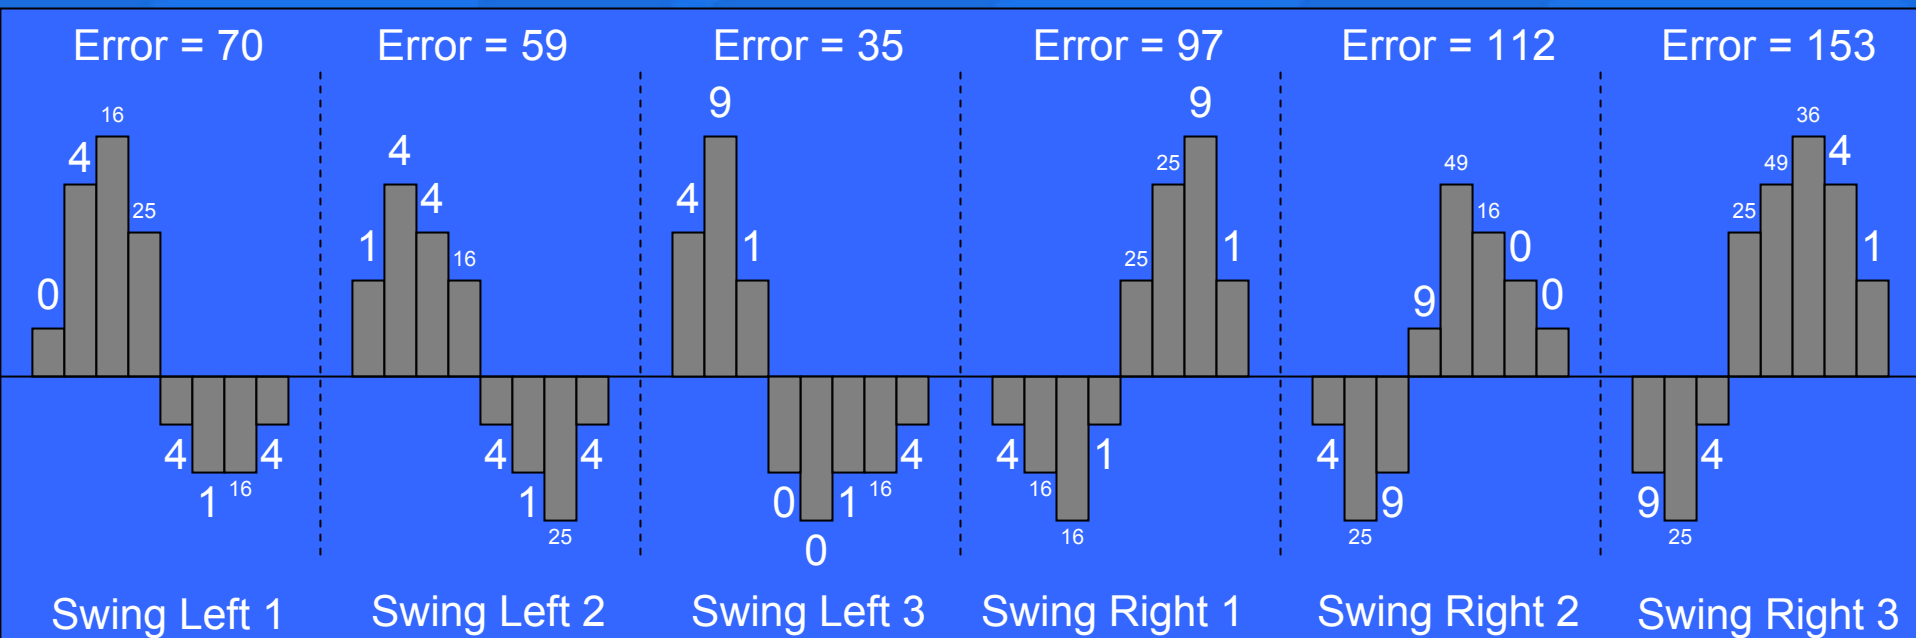 Error = 70 Error = 59 Error = 35 Error = 97 Error = 112 Error = 153
0 4 16 25 4 1 16 4
1 4 4 16 4 1 25 4
4 9 1 0 0 1 16 4
4 16 16 1 25 25 9 1
4 25 9 9 49 16 0 0
9 25 4 25 49 36 4 1
Swing Left 1 Swing Left 2 Swing Left 3 Swing Right 1 Swing Right 2 Swing Right 3